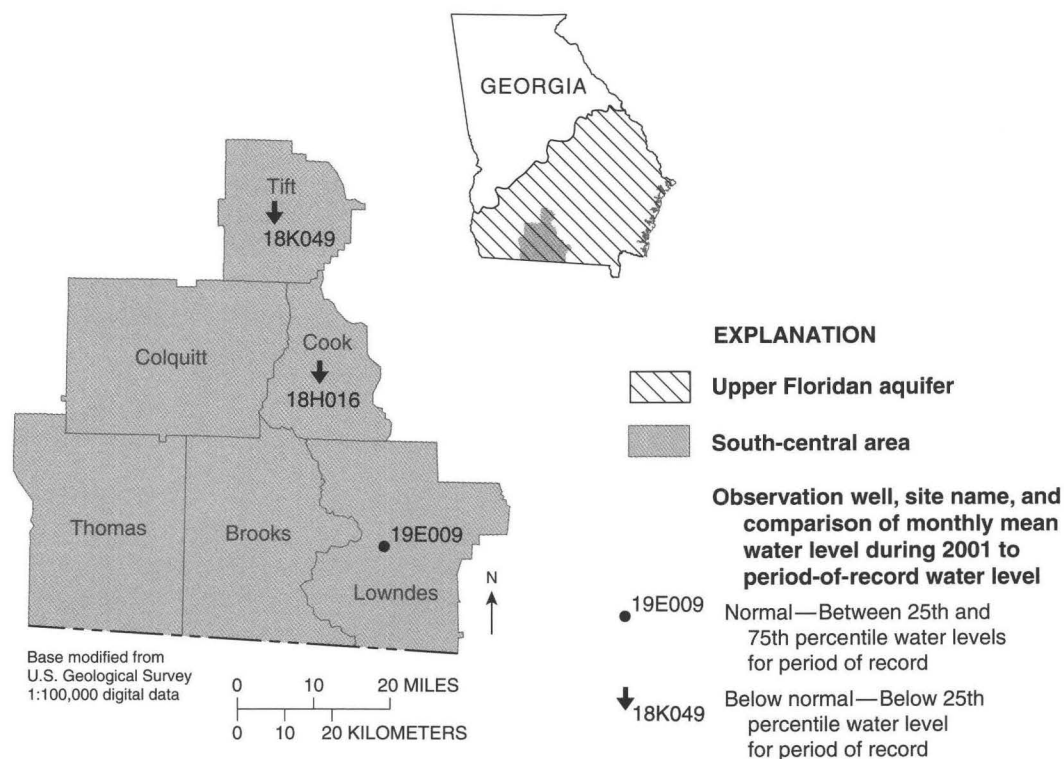 GEORGIA
Tift
18K049
Colquitt
Cook
18H016
Thomas
Brooks
19E009
Lowndes
N
Base modified from
U.S. Geological Survey
1:100,000 digital data
0 10 20 MILES
0 10 20 KILOMETERS
EXPLANATION
Upper Floridan aquifer
South-central area
Observation well, site name, and
comparison of monthly mean
water level during 2001 to
period-of-record water level
19E009 Normal—Between 25th and
75th percentile water levels
for period of record
18K049 Below normal—Below 25th
percentile water level
for period of record